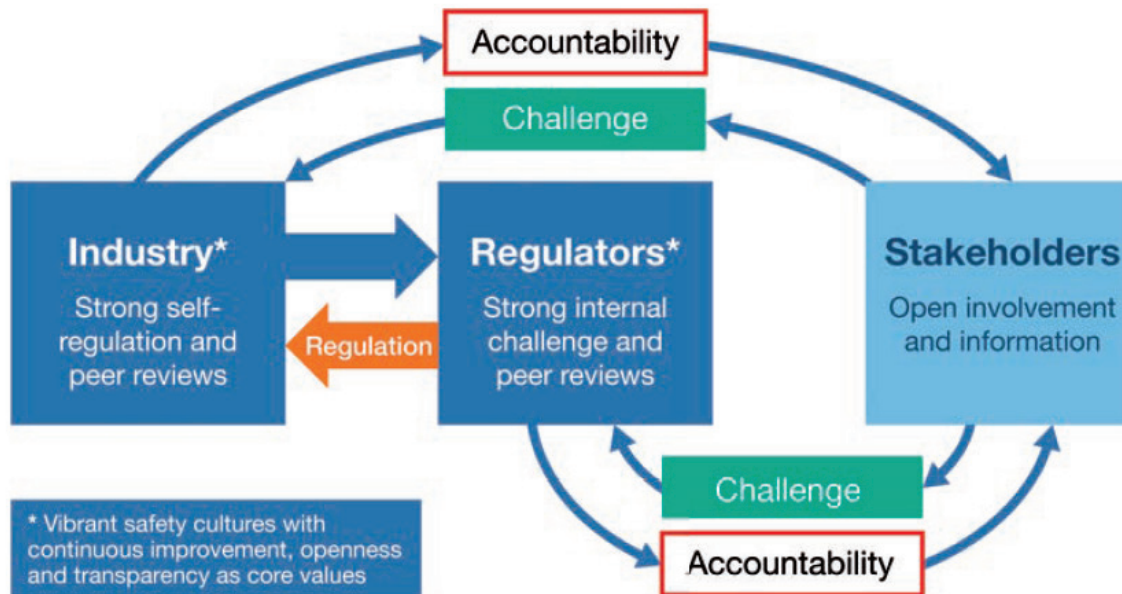 Accountability
Challenge
Industry*
Strong self-
regulation and
peer reviews
Regulation
Regulators*
Strong internal
challenge and
peer reviews
Stakeholders
Open involvement
and information
Challenge
Accountability
* Vibrant safety cultures with
continuous improvement, openness
and transparency as core values